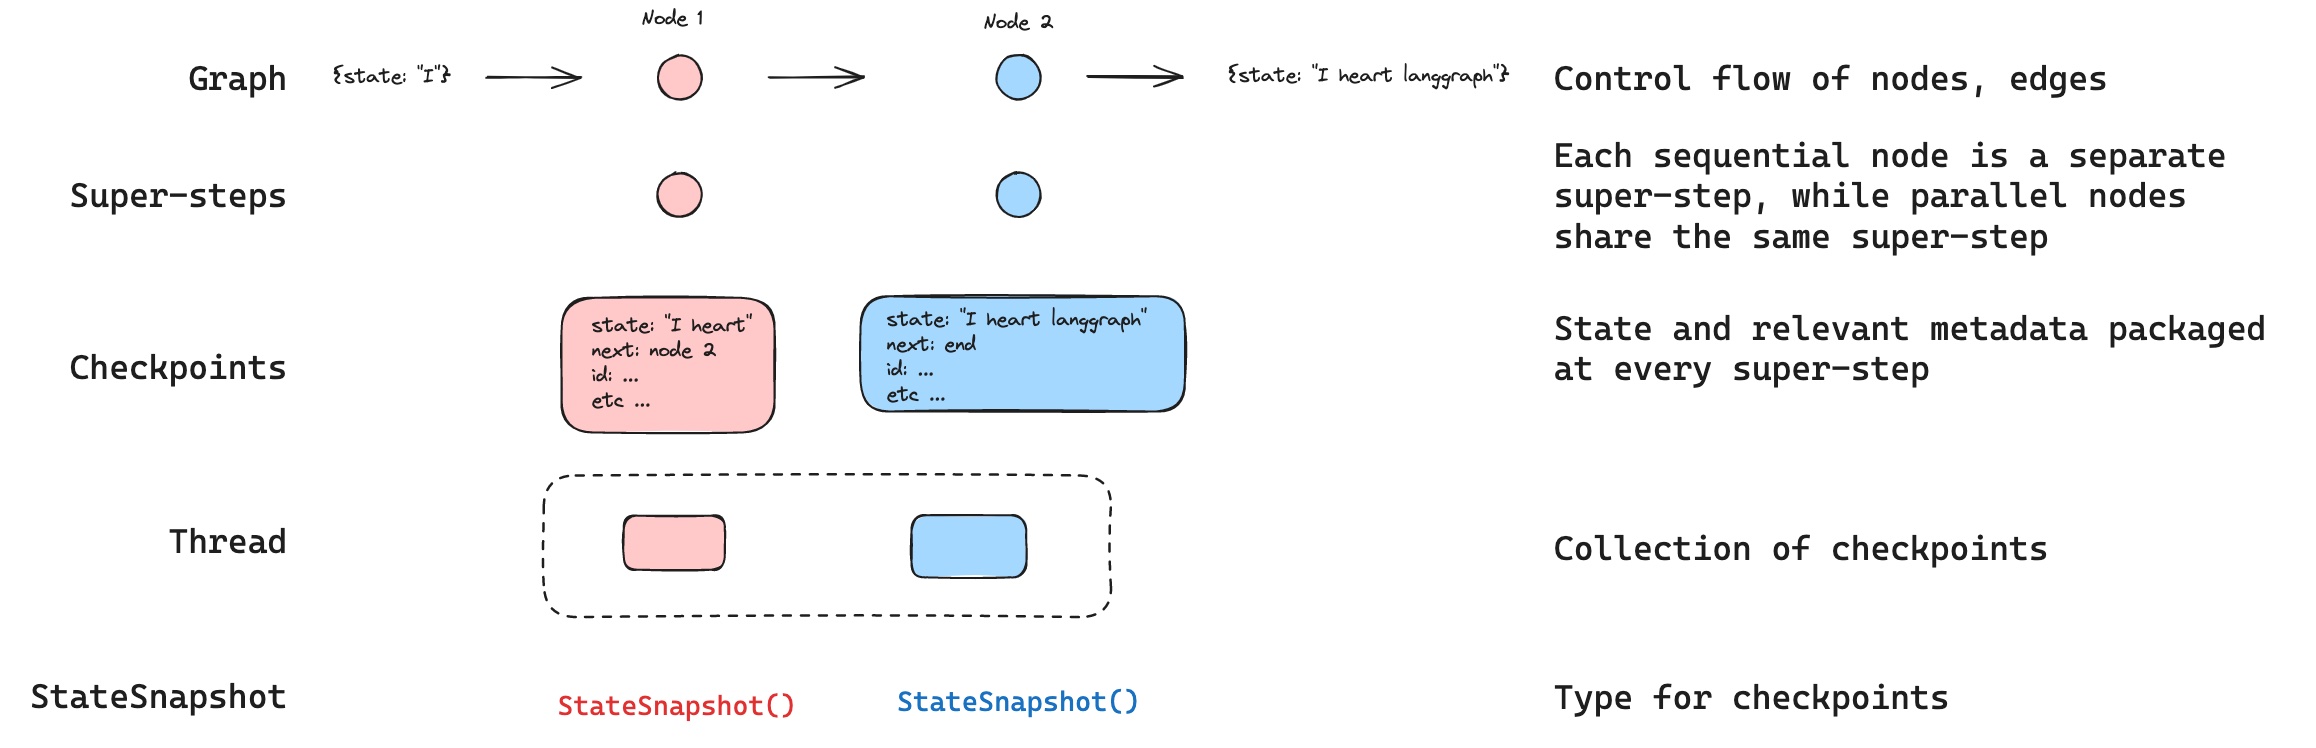 Node 1
Node 2
Graph
{state: "I"}
{state: "I heart langgraph"}
Control flow of nodes, edges
Super-steps
Each sequential node is a separate
super-step, while parallel nodes
share the same super-step
Checkpoints
state: "I heart"
next: node 2
id: ...
etc ...
state: "I heart langgraph"
next: end
id: ...
etc ...
State and relevant metadata packaged
at every super-step
Thread
Collection of checkpoints
StateSnapshot
StateSnapshot()
StateSnapshot()
Type for checkpoints